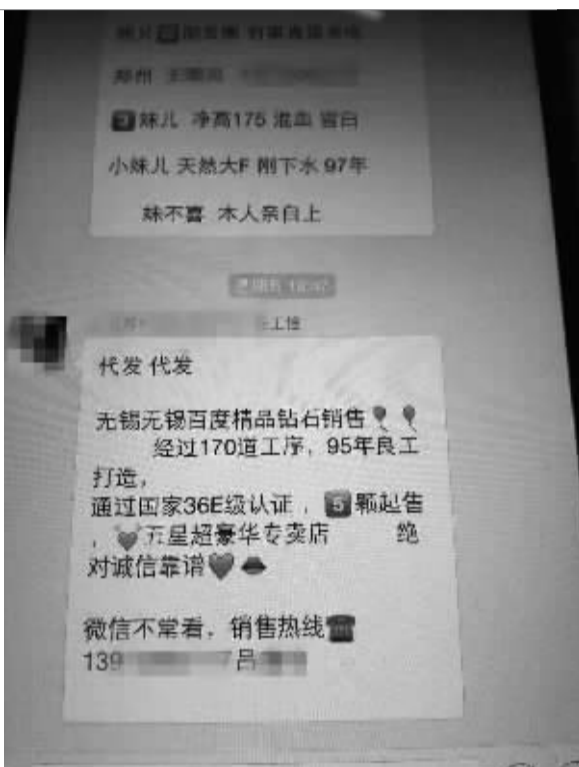 郑州
3️⃣妹儿 净高175 混血 皙白
小妹儿 天然大F 刚下水 97年
妹不喜 本人亲自上
代发 代发
无锡无锡百度精品钻石销售🎈🎈
经过170道工序，95年良工
打造，
通过国家36E级认证，5️⃣颗起售
，💓五星超豪华专卖店 绝
对诚信靠谱❤👄
微信不常看，销售热线☎
139 7吕